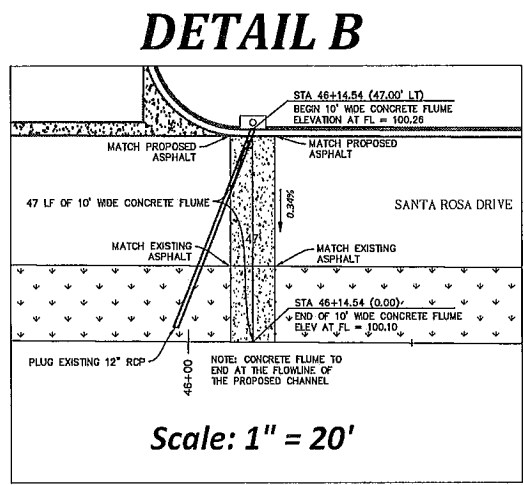 DETAIL B
STA 46+14.54 (47.00' LT)
BEGIN 10' WIDE CONCRETE FLUME
ELEVATION AT FL = 100.26
MATCH PROPOSED
ASPHALT
MATCH PROPOSED
ASPHALT
47 LF OF 10' WIDE CONCRETE FLUME
0.34%
SANTA ROSA DRIVE
47'
MATCH EXISTING
ASPHALT
MATCH EXISTING
ASPHALT
STA 46+14.54 (0.00)'
END OF 10' WIDE CONCRETE FLUME
ELEV AT FL = 100.10
PLUG EXISTING 12" RCP
46+00
NOTE: CONCRETE FLUME TO
END AT THE FLOWLINE OF
THE PROPOSED CHANNEL
Scale: 1" = 20'